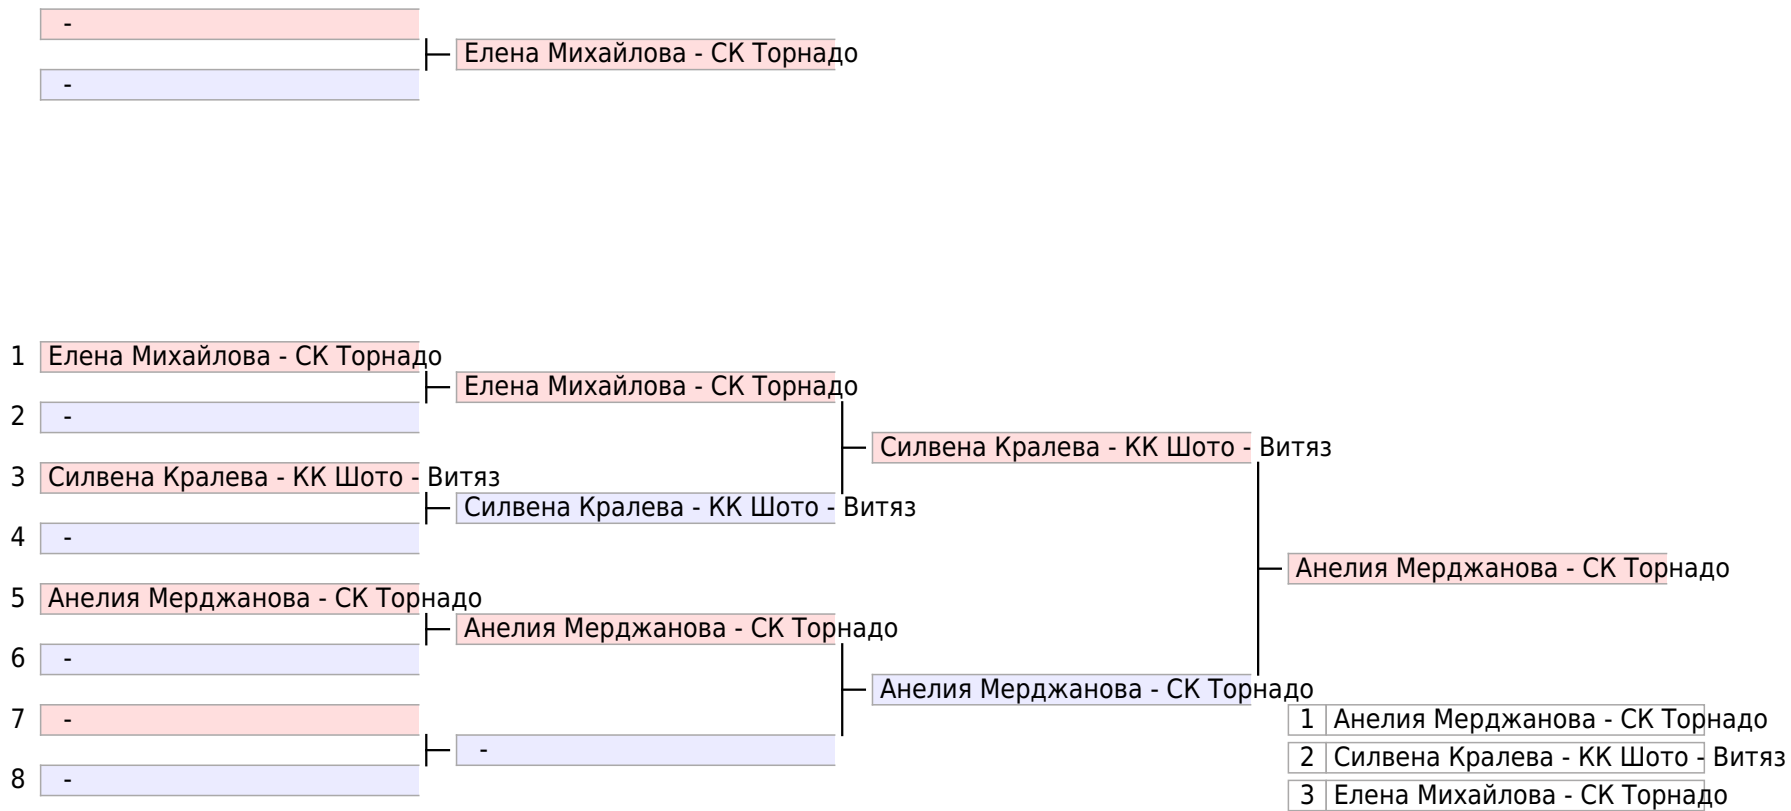 -
Елена Михайлова - СК Торнадо
-
1 Елена Михайлова - СК Торнадо
Елена Михайлова - СК Торнадо
2 -
Силвена Кралева - КК Шото - Витяз
3 Силвена Кралева - КК Шото - Витяз
Силвена Кралева - КК Шото - Витяз
4 -
Анелия Мерджанова - СК Торнадо
5 Анелия Мерджанова - СК Торнадо
Анелия Мерджанова - СК Торнадо
6 -
Анелия Мерджанова - СК Торнадо
7 -
1 Анелия Мерджанова - СК Торнадо
-
2 Силвена Кралева - КК Шото - Витяз
8 -
3 Елена Михайлова - СК Торнадо